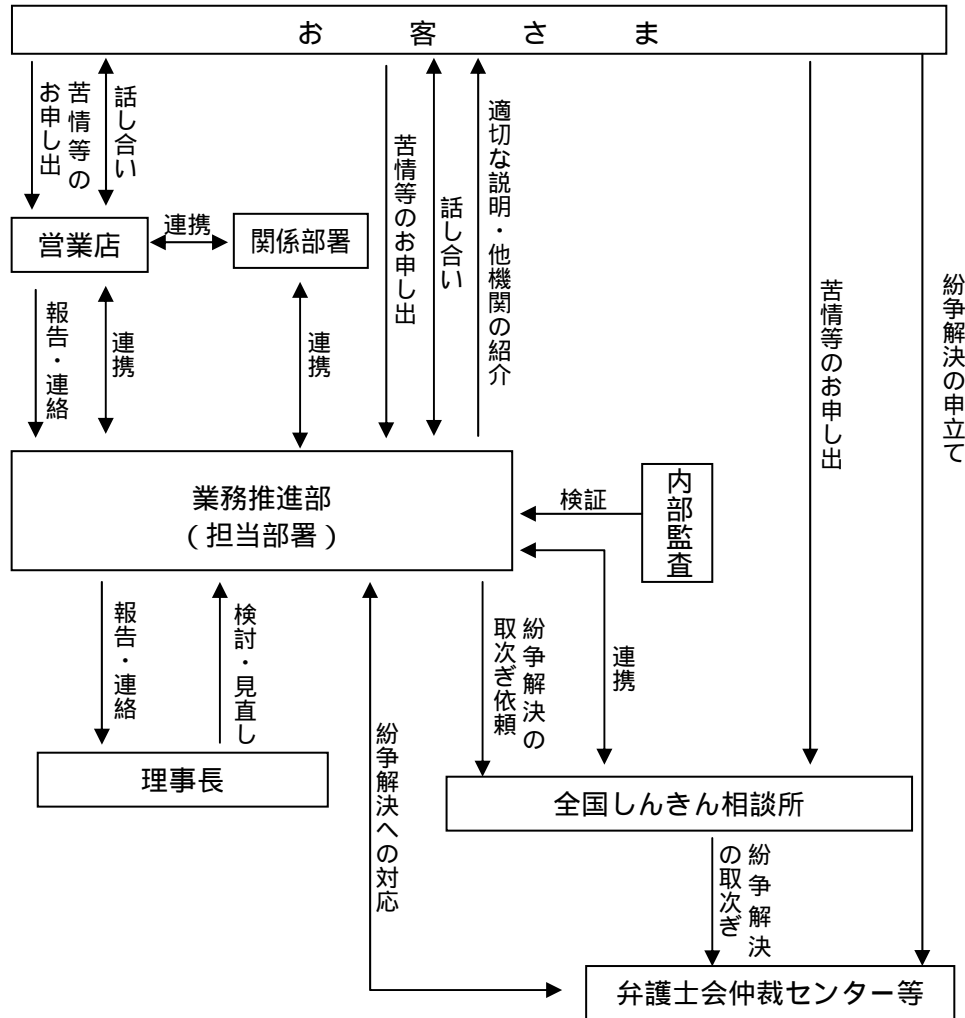 お客さま
苦情等の
お申し出
話し合い
苦情等のお申し出
話し合い
適切な説明・他機関の紹介
苦情等のお申し出
紛争解決の申立て
営業店
連携
関係部署
報告・連絡
連携
連携
業務推進部
(担当部署)
検証
内部監査
報告・連絡
検討・見直し
紛争解決への対応
紛争解決の
取次ぎ依頼
連携
理事長
全国しんきん相談所
紛争解決
の取次ぎ
弁護士会仲裁センター等